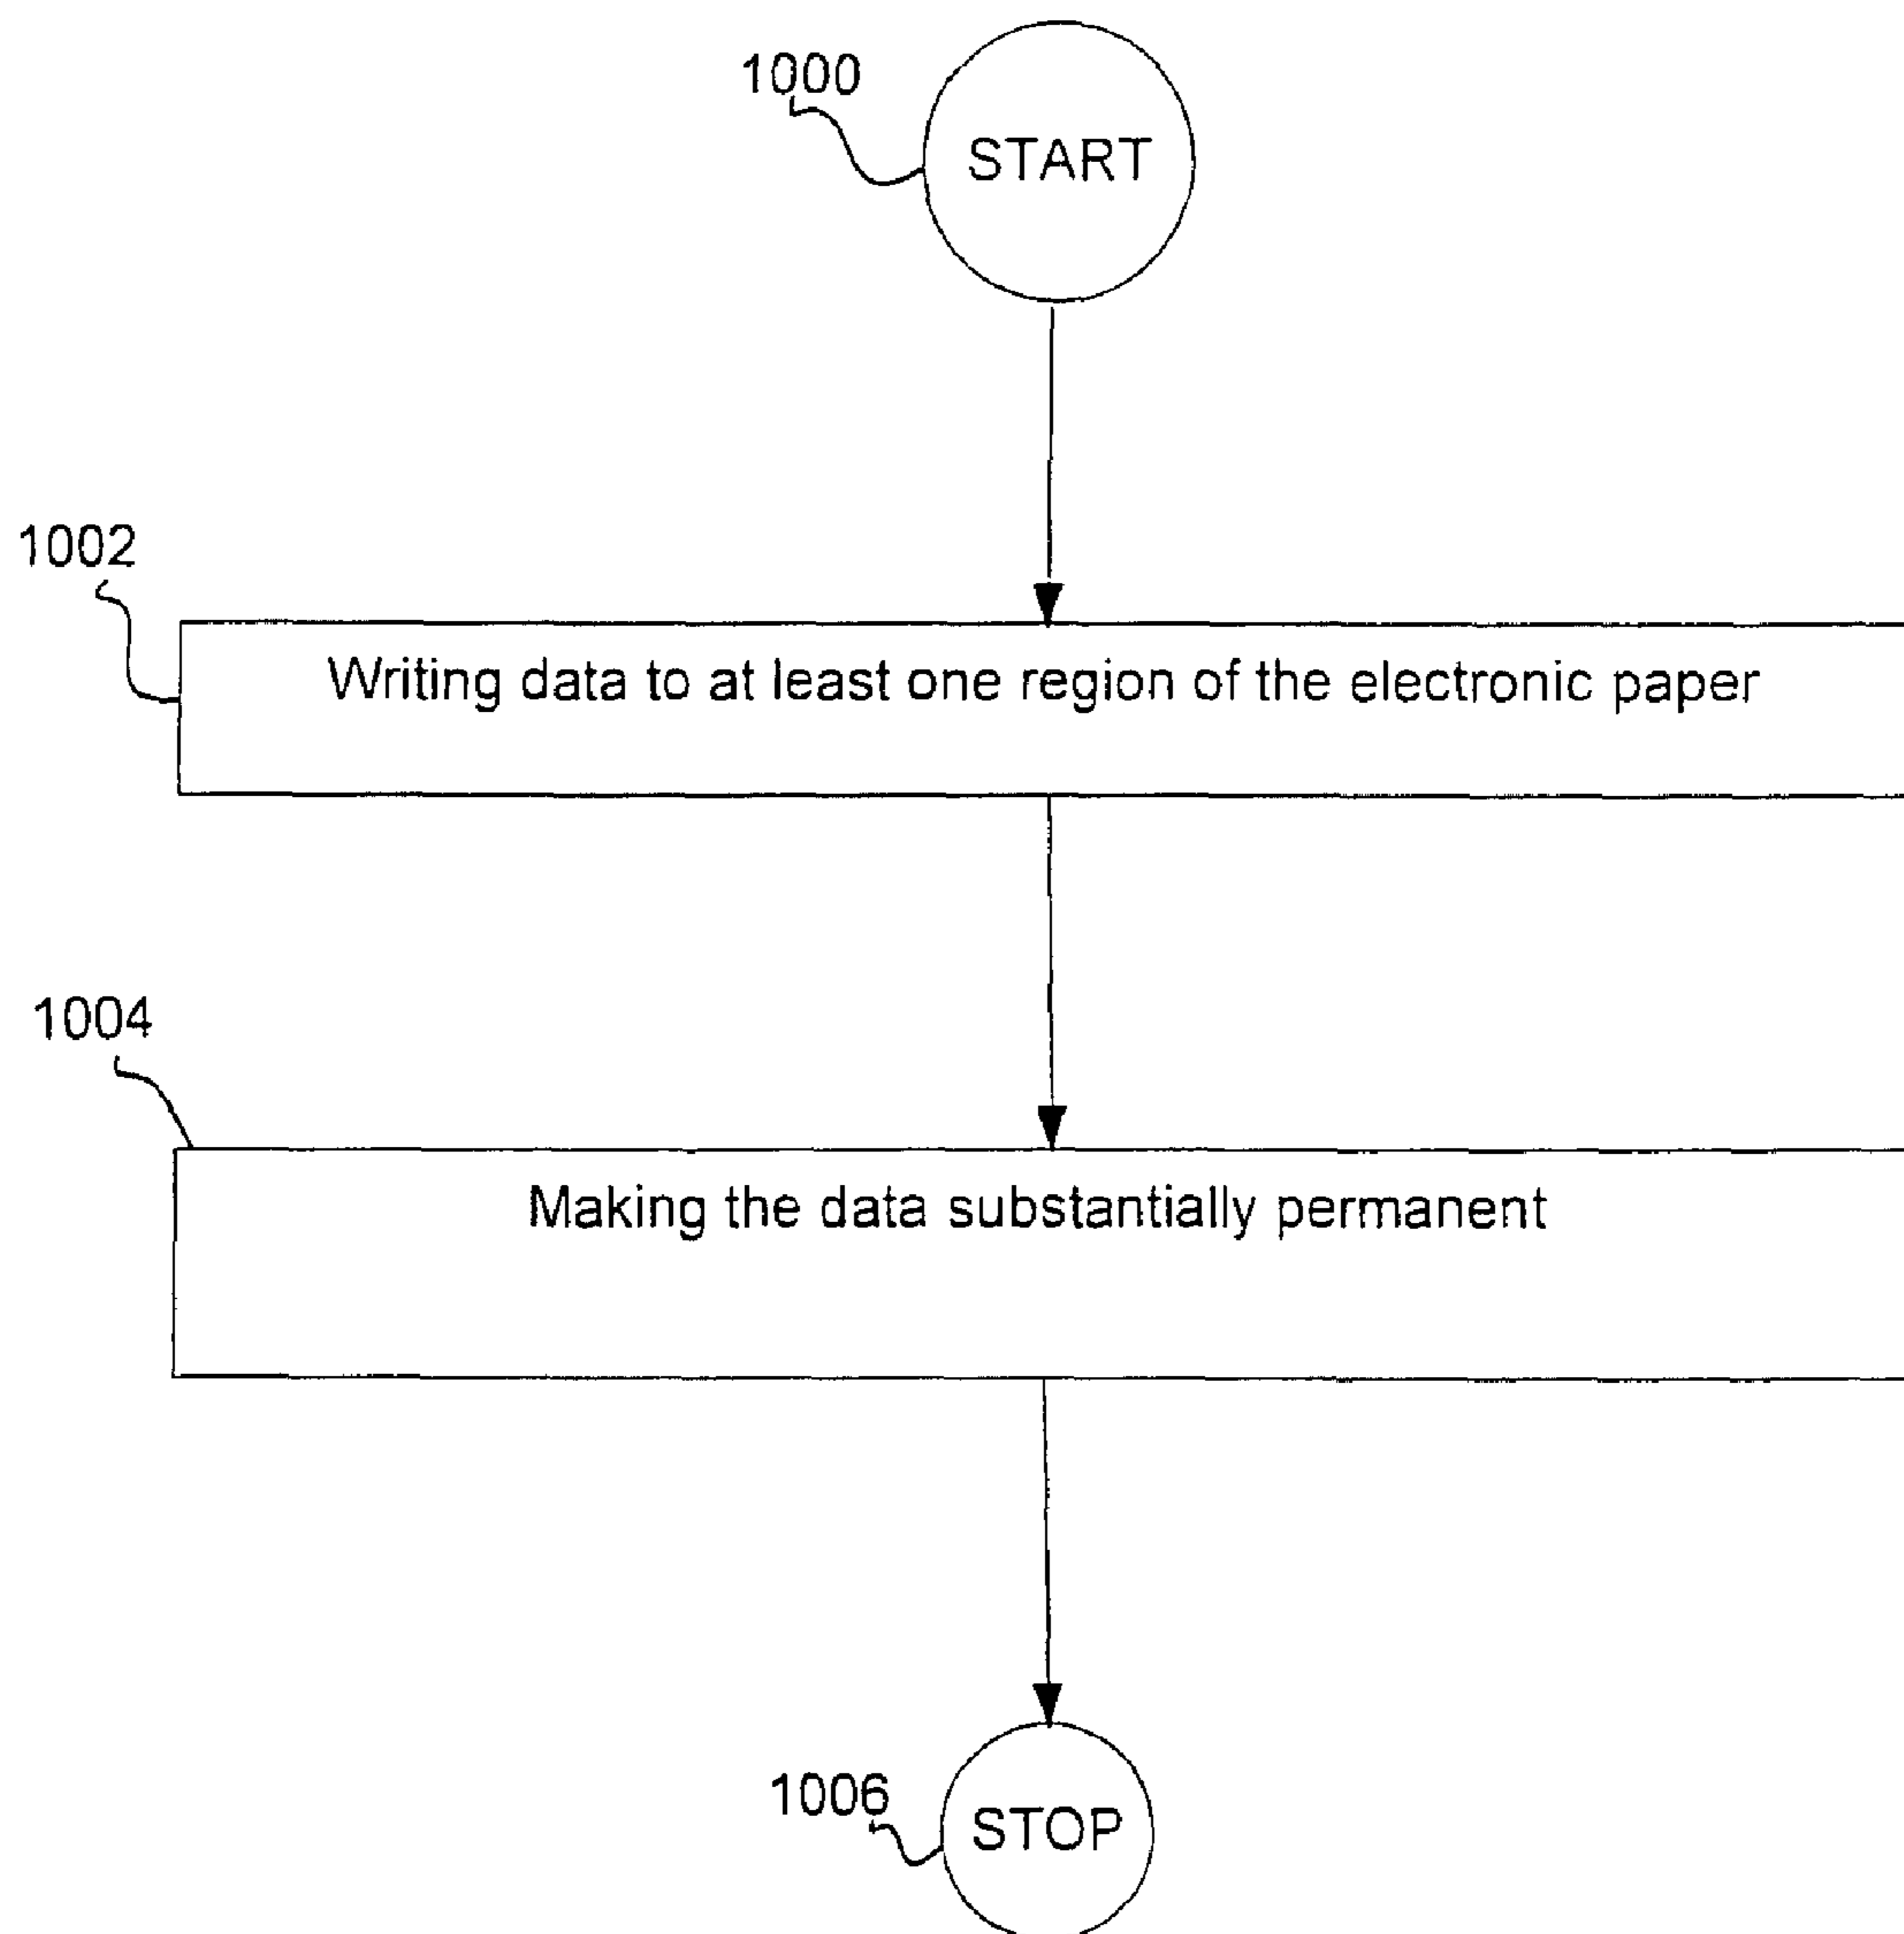 1000
START
1002
Writing data to at least one region of the electronic paper
1004
Making the data substantially permanent
1006
STOP